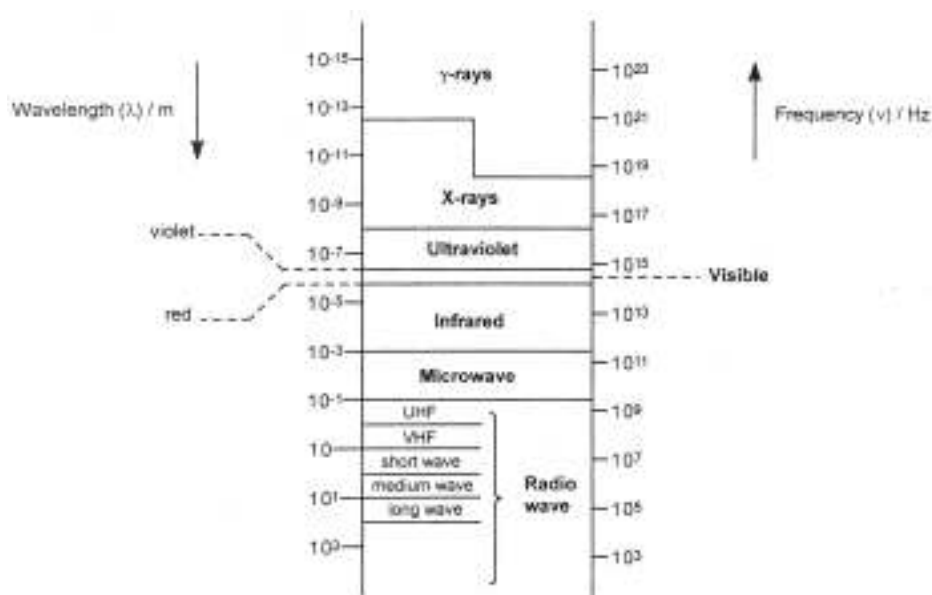 10-15
10-13
10-11
10-9
10-7
10-5
10-3
10-1
10
101
103
Wavelength (λ) / m
violet
red
γ-rays
X-rays
Ultraviolet
Infrared
Microwave
UHF
VHF
short wave
medium wave
long wave
Radio
wave
1023
1021
1019
1017
1015
1013
1011
109
107
105
103
Visible
Frequency (ν) / Hz